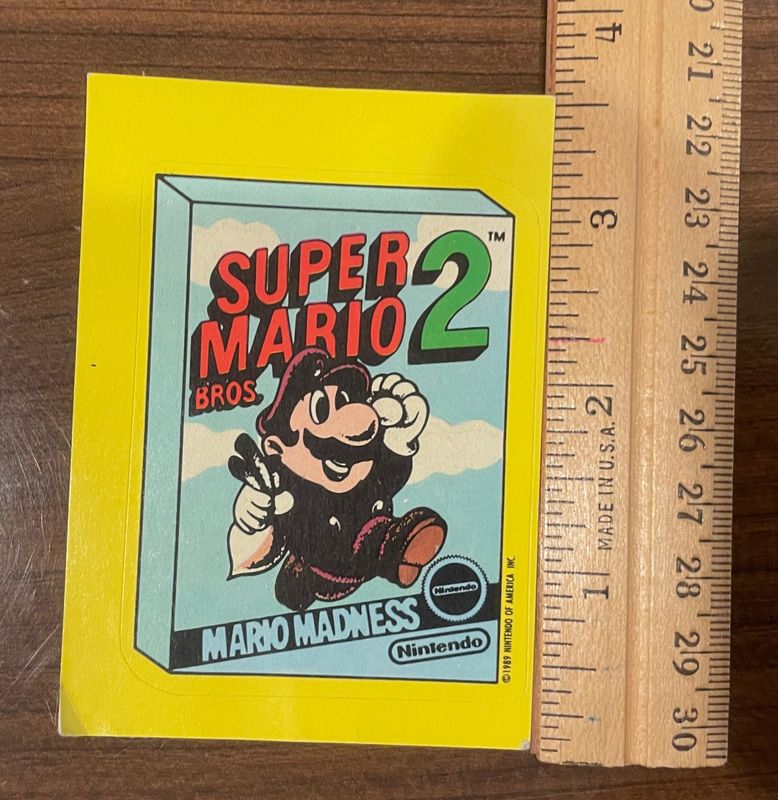 SUPER
MARIO 2
BROS.
TM
MARIO MADNESS
Nintendo
Nintendo
© 1989 NINTENDO OF AMERICA INC.
4
3
2
1
MADE IN U.S.A.
0
21
22
23
24
25
26
27
28
29
30